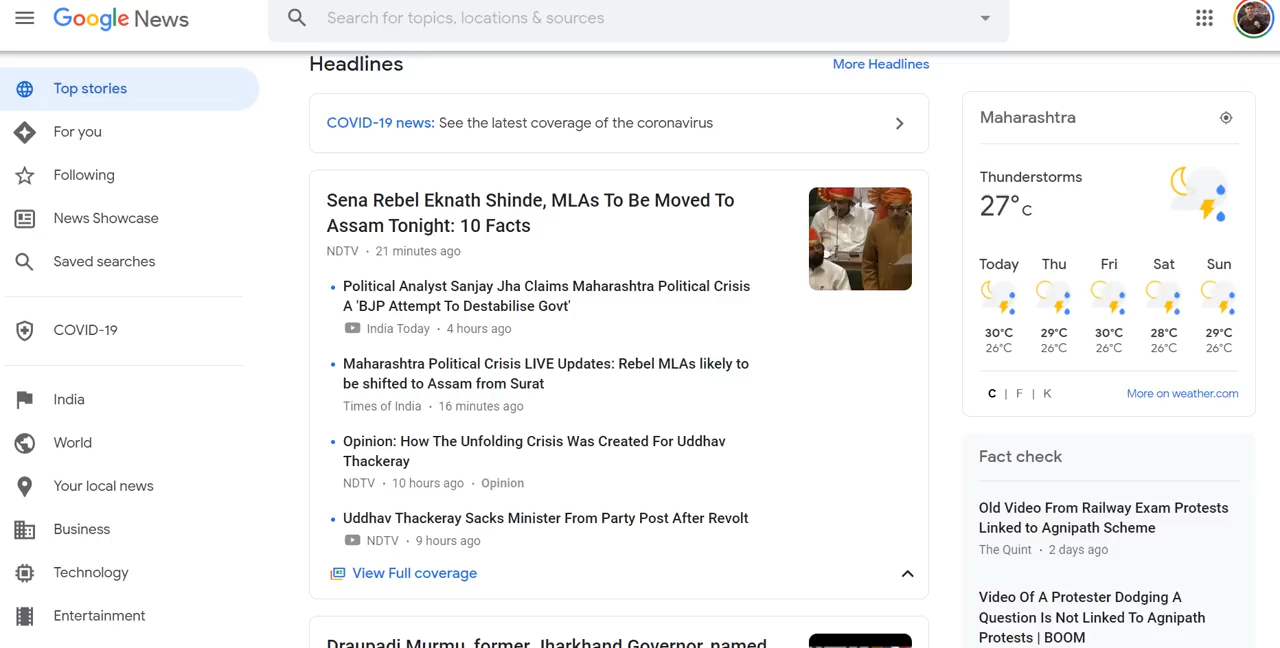 Google News
Search for topics, locations & sources
Top stories
For you
Following
News Showcase
Saved searches
COVID-19
India
World
Your local news
Business
Technology
Entertainment
Headlines
More Headlines
COVID-19 news: See the latest coverage of the coronavirus
Sena Rebel Eknath Shinde, MLAs To Be Moved To
Assam Tonight: 10 Facts
NDTV · 21 minutes ago
Political Analyst Sanjay Jha Claims Maharashtra Political Crisis
A 'BJP Attempt To Destabilise Govt'
India Today · 4 hours ago
Maharashtra Political Crisis LIVE Updates: Rebel MLAs likely to
be shifted to Assam from Surat
Times of India · 16 minutes ago
Opinion: How The Unfolding Crisis Was Created For Uddhav
Thackeray
NDTV · 10 hours ago · Opinion
Uddhav Thackeray Sacks Minister From Party Post After Revolt
NDTV · 9 hours ago
View Full coverage
Draupadi Murmu, former Jharkhand Governor, named
Maharashtra
Thunderstorms
27°C
Today Thu Fri Sat Sun
30°C 29°C 30°C 28°C 29°C
26°C 26°C 26°C 26°C 26°C
C | F | K
More on weather.com
Fact check
Old Video From Railway Exam Protests
Linked to Agnipath Scheme
The Quint · 2 days ago
Video Of A Protester Dodging A
Question Is Not Linked To Agnipath
Protests | BOOM